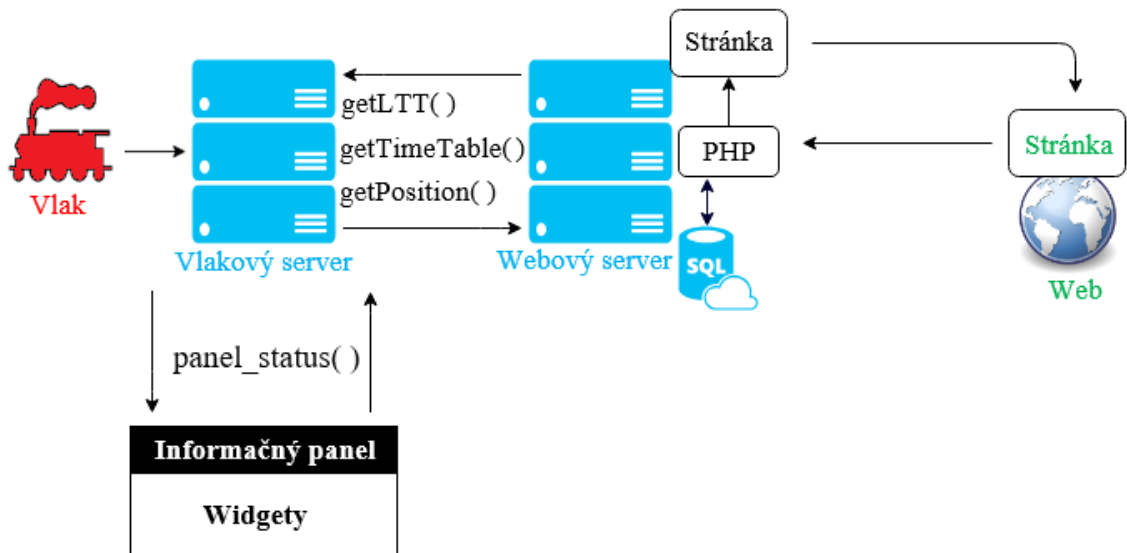 Stránka
getLTT( )
getTimeTable( )
PHP
Stránka
getPosition( )
Vlak
Vlakový server
Webový server
SQL
Web
panel_status( )
Informačný panel
Widgety